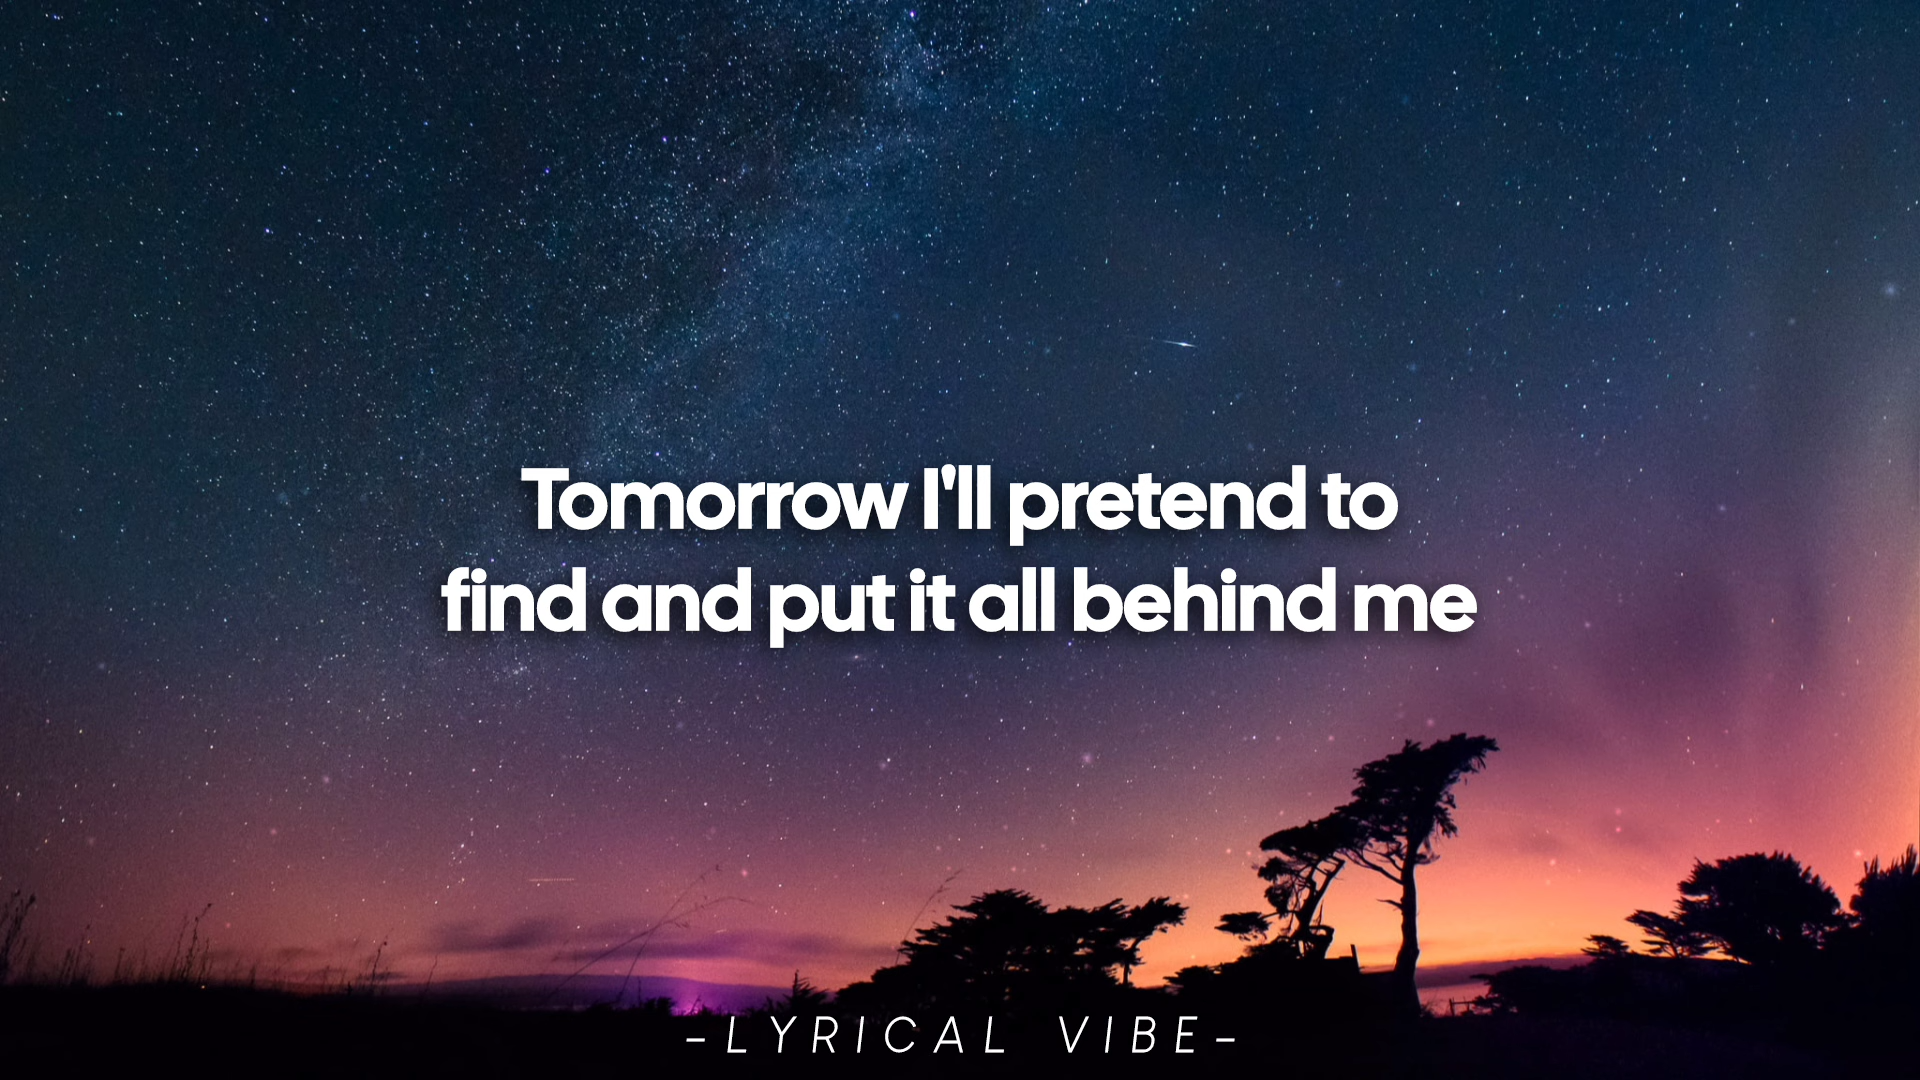 Tomorrow I'll pretend to
find and put it all behind me
-LYRICAL VIBE-